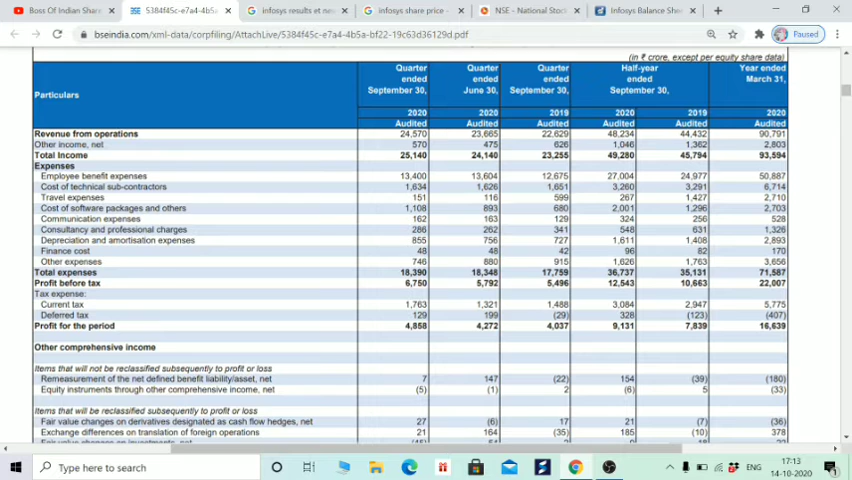 Boss Of Indian Share
5384f45c-e7a4-4b5a
infosys results et ne
infosys share price -
NSE - National Stoc
Infosys Balance She
bseindia.com/xml-data/corpfiling/AttachLive/5384f45c-e7a4-4b5a-bf22-19c63d36129d.pdf
Paused
(in ₹ crore, except per equity share data)
Particulars Quarter ended September 30, Quarter ended June 30, Quarter ended September 30, Half-year ended September 30, Year ended March 31,
2020 2020 2019 2020 2019 2020
Audited Audited Audited Audited Audited Audited
Revenue from operations 24,570 23,665 22,629 48,234 44,432 90,791
Other income, net 570 475 626 1,046 1,362 2,803
Total Income 25,140 24,140 23,255 49,280 45,794 93,594
Expenses
Employee benefit expenses 13,400 13,604 12,675 27,004 24,977 50,887
Cost of technical sub-contractors 1,634 1,626 1,651 3,260 3,291 6,714
Travel expenses 151 116 599 267 1,427 2,710
Cost of software packages and others 1,108 893 680 2,001 1,296 2,703
Communication expenses 162 163 129 324 256 528
Consultancy and professional charges 286 262 341 548 631 1,326
Depreciation and amortisation expenses 855 756 727 1,611 1,408 2,893
Finance cost 48 48 42 96 82 170
Other expenses 746 880 915 1,626 1,763 3,656
Total expenses 18,390 18,348 17,759 36,737 35,131 71,587
Profit before tax 6,750 5,792 5,496 12,543 10,663 22,007
Tax expense:
Current tax 1,763 1,321 1,488 3,084 2,947 5,775
Deferred tax 129 199 (29) 328 (123) (407)
Profit for the period 4,858 4,272 4,037 9,131 7,839 16,639
Other comprehensive income
Items that will not be reclassified subsequently to profit or loss
Remeasurement of the net defined benefit liability/asset, net 7 147 (22) 154 (39) (180)
Equity instruments through other comprehensive income, net (5) (1) 2 (6) 5 (33)
Items that will be reclassified subsequently to profit or loss
Fair value changes on derivatives designated as cash flow hedges, net 27 (6) 17 21 (7) (36)
Exchange differences on translation of foreign operations 21 164 (35) 185 (10) 378
Fair value changes on investments, net
Type here to search
ENG
17:13
14-10-2020